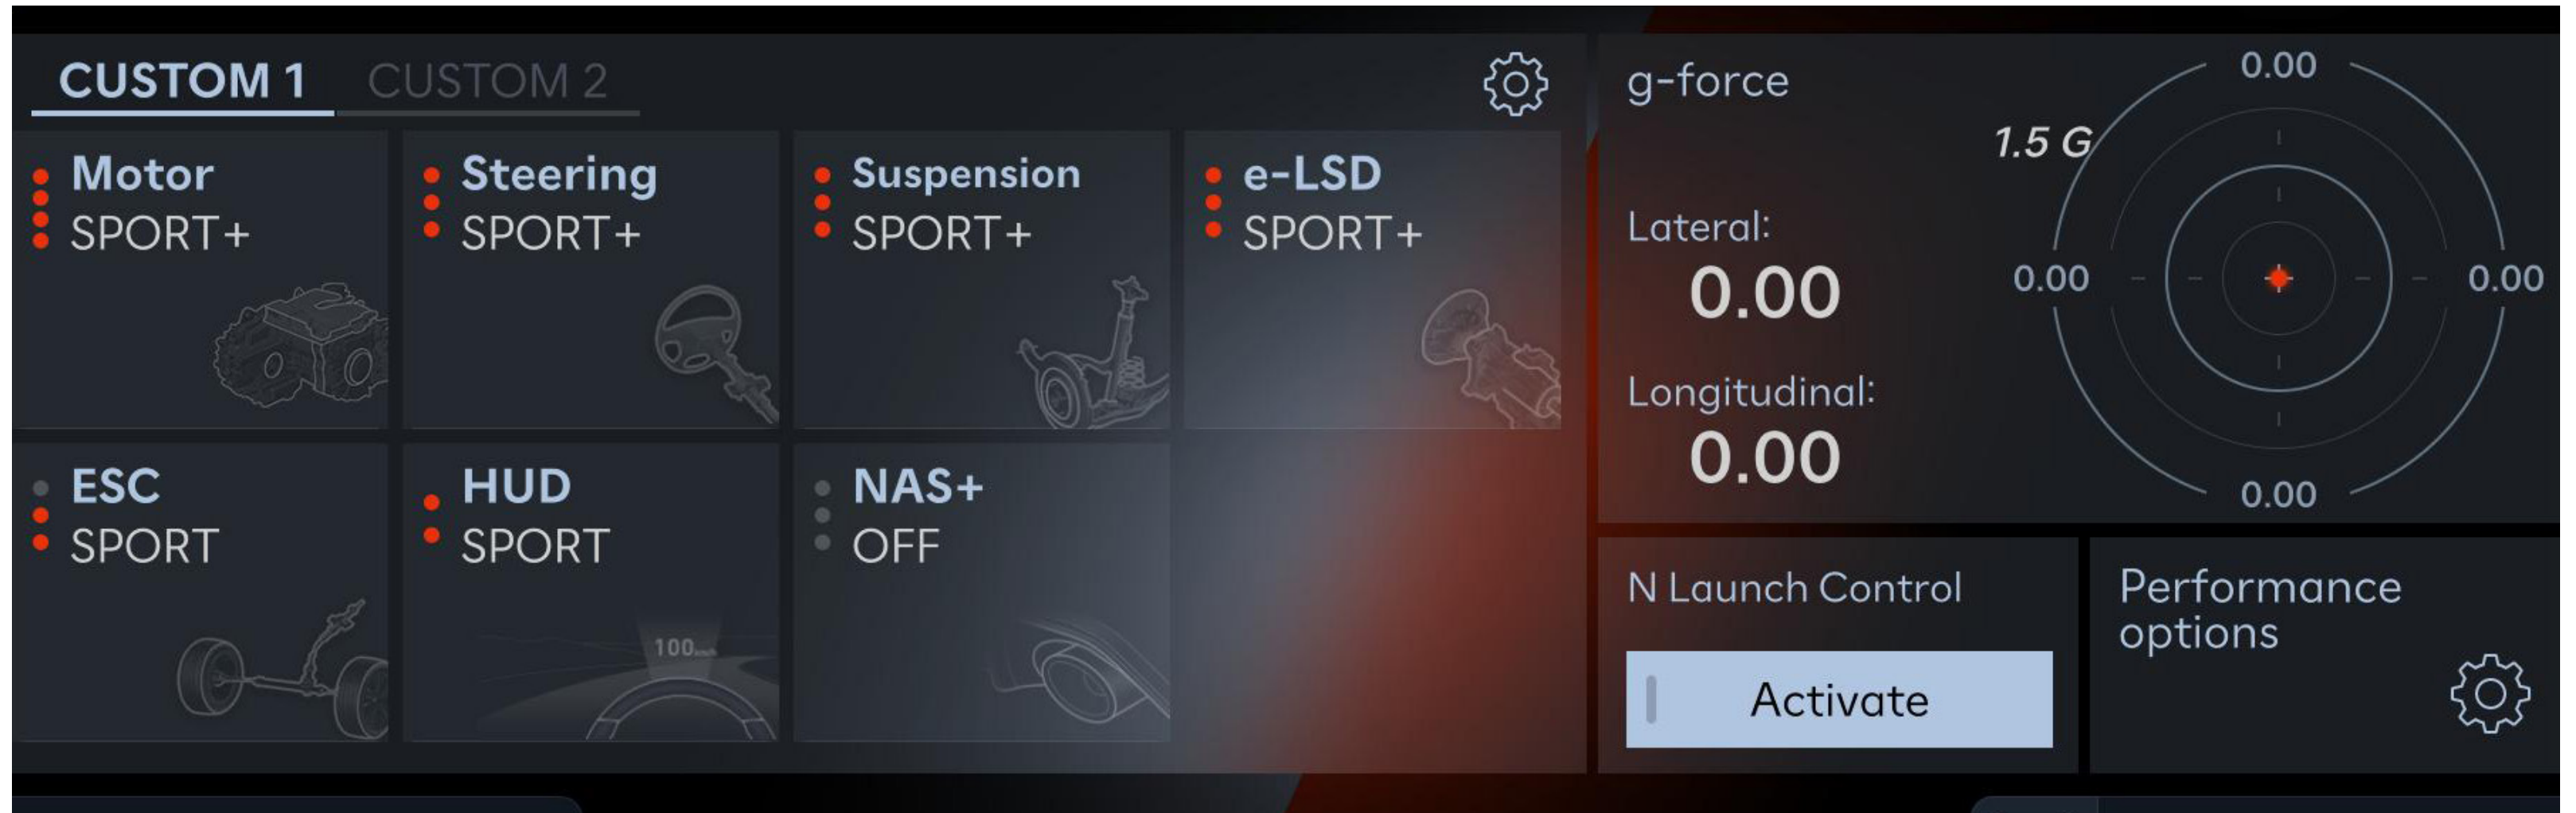 CUSTOM 1
CUSTOM 2
Motor
SPORT+
Steering
SPORT+
Suspension
SPORT+
e-LSD
SPORT+
ESC
SPORT
HUD
SPORT
100
NAS+
OFF
g-force
Lateral:
0.00
Longitudinal:
0.00
0.00
1.5 G
0.00
0.00
0.00
N Launch Control
Activate
Performance
options